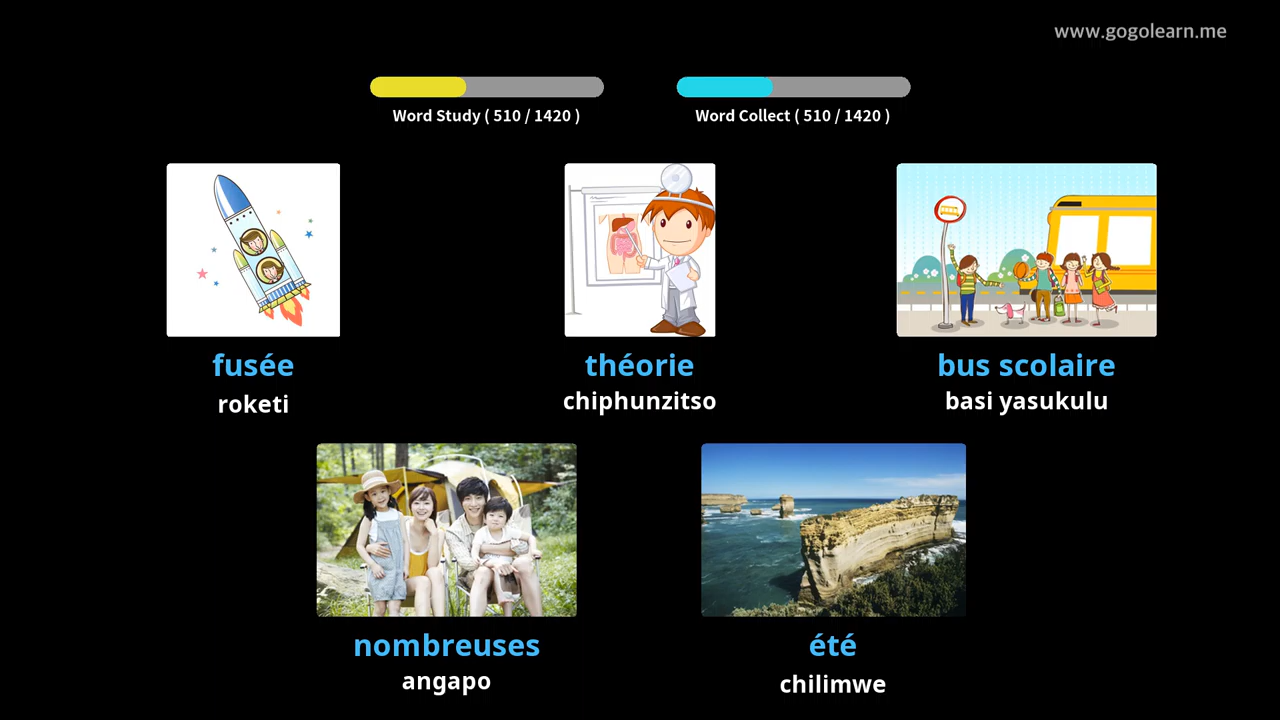 www.gogolearn.me
Word Study ( 510 / 1420 )
Word Collect ( 510 / 1420 )
fusée
roketi
théorie
chiphunzitso
bus scolaire
basi yasukulu
nombreuses
angapo
été
chilimwe